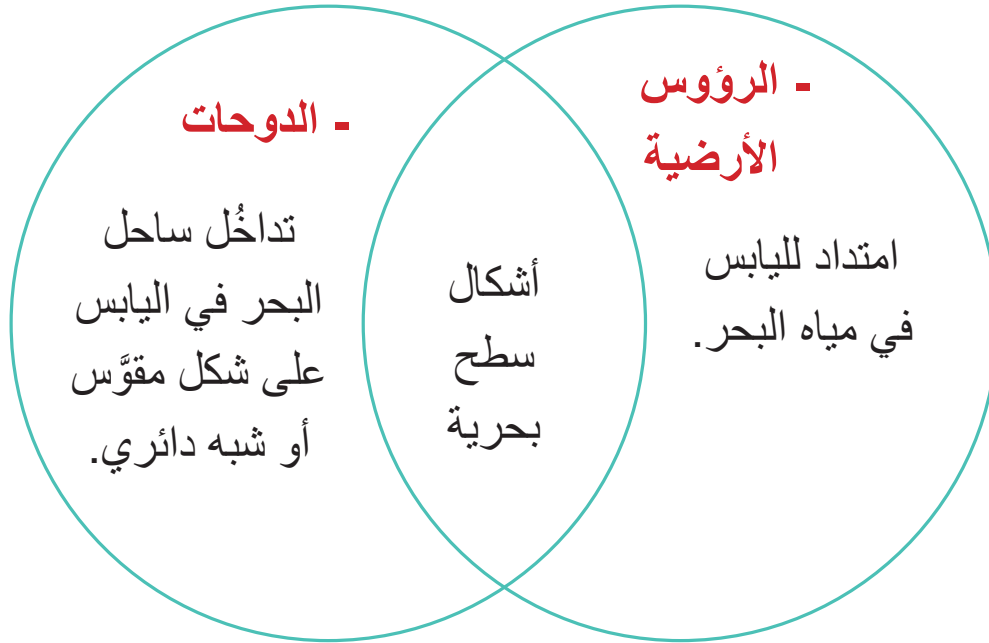 - الرؤوس
الأرضية
امتداد لليابس
في مياه البحر.
أشكال
سطح
بحرية
- الدوحات
تداخُل ساحل
البحر في اليابس
على شكل مقوَّس
أو شبه دائري.